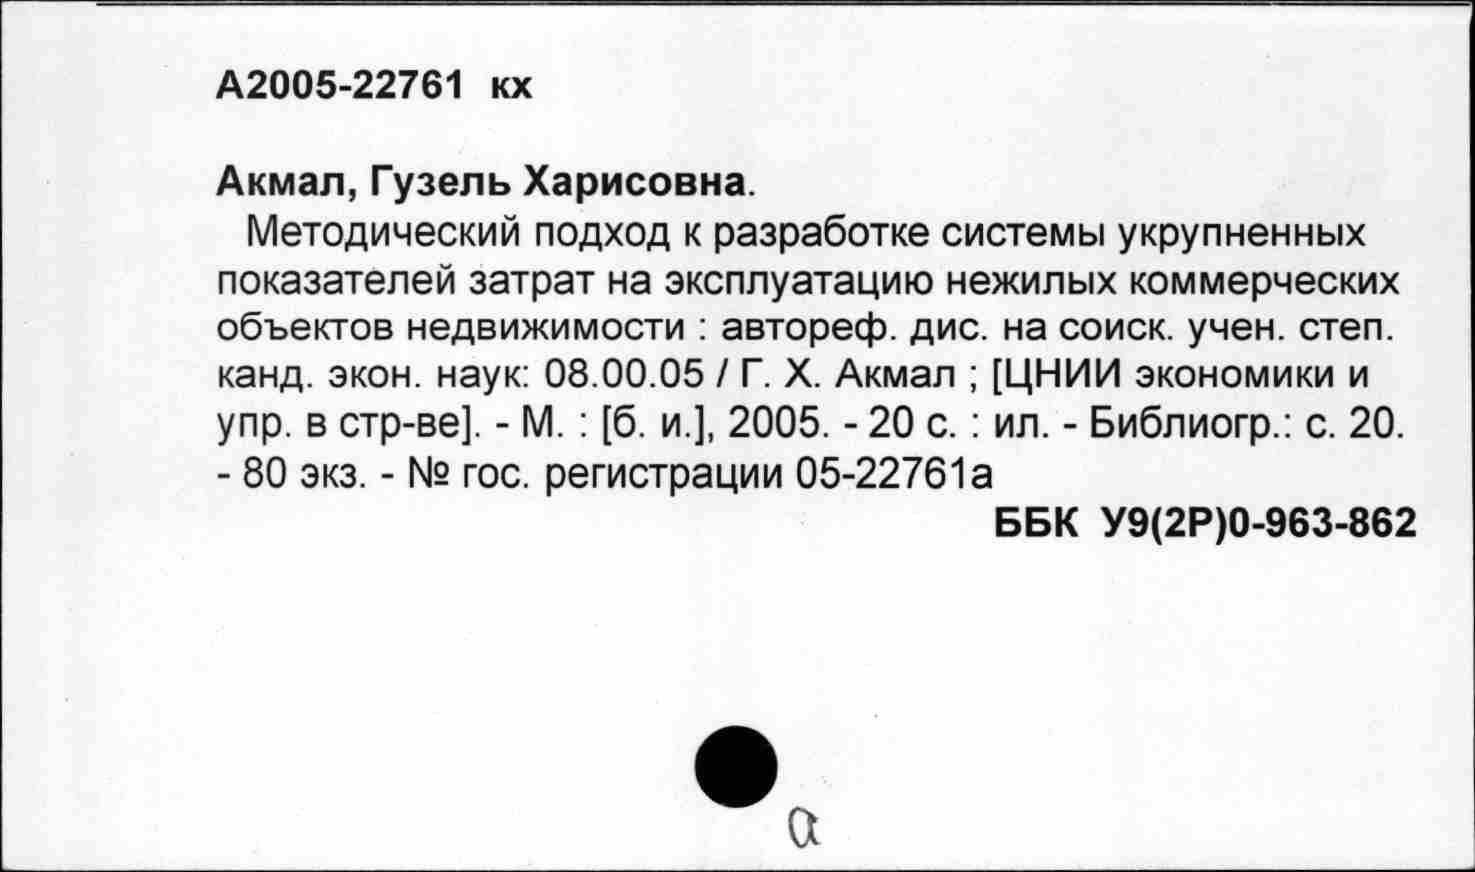 А2005-22761 кх
Акмал, Гузель Харисовна.
Методический подход к разработке системы укрупненных
показателей затрат на эксплуатацию нежилых коммерческих
объектов недвижимости : автореф. дис. на соиск. учен. степ.
канд. экон. наук: 08.00.05 / Г. Х. Акмал ; [ЦНИИ экономики и
упр. в стр-ве]. - М. : [б. и.], 2005. - 20 с. : ил. - Библиогр.: с. 20.
- 80 экз. - № гос. регистрации 05-22761а
ББК У9(2Р)0-963-862
а